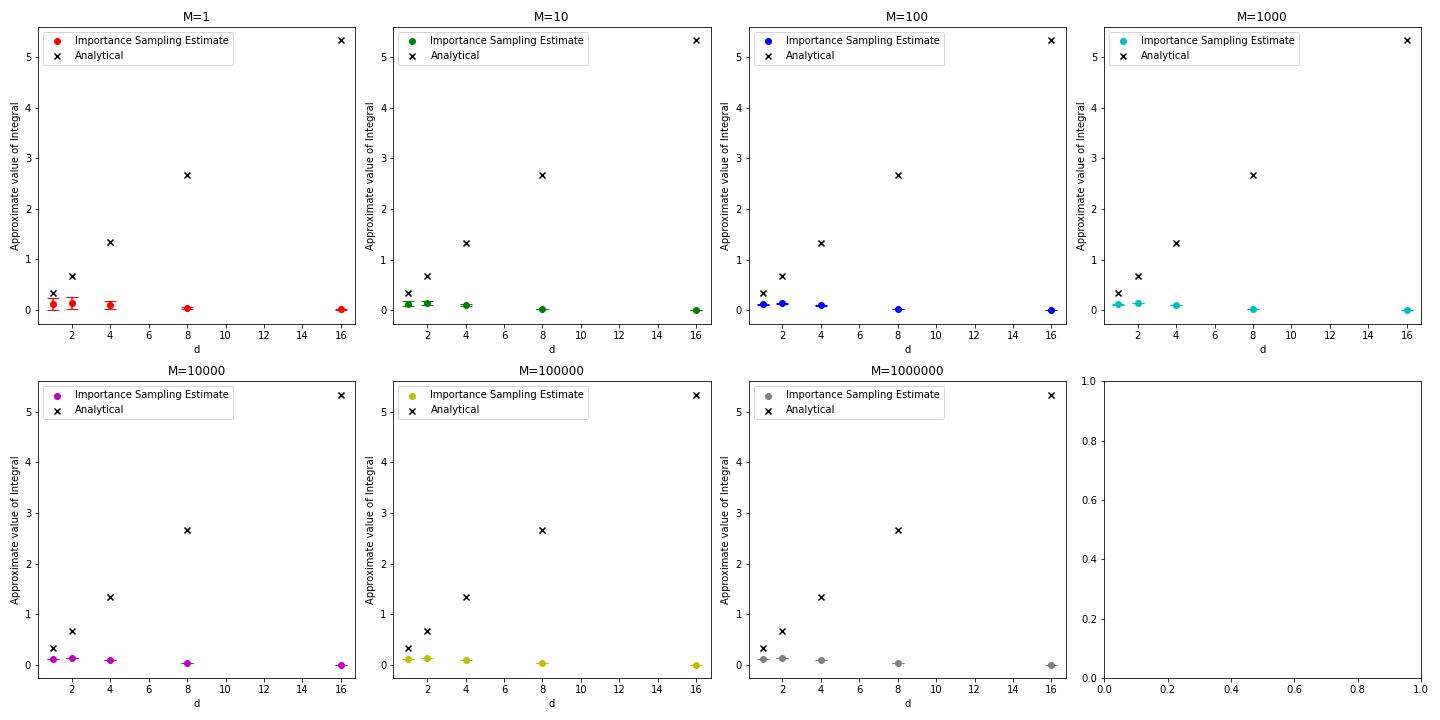 M=1
Importance Sampling Estimate
Analytical
Approximate value of Integral
5
4
3
2
1
0
2 4 6 8 10 12 14 16
d
M=10
Importance Sampling Estimate
Analytical
Approximate value of Integral
5
4
3
2
1
0
2 4 6 8 10 12 14 16
d
M=100
Importance Sampling Estimate
Analytical
Approximate value of Integral
5
4
3
2
1
0
2 4 6 8 10 12 14 16
d
M=1000
Importance Sampling Estimate
Analytical
Approximate value of Integral
5
4
3
2
1
0
2 4 6 8 10 12 14 16
d
M=10000
Importance Sampling Estimate
Analytical
Approximate value of Integral
5
4
3
2
1
0
2 4 6 8 10 12 14 16
d
M=100000
Importance Sampling Estimate
Analytical
Approximate value of Integral
5
4
3
2
1
0
2 4 6 8 10 12 14 16
d
M=1000000
Importance Sampling Estimate
Analytical
Approximate value of Integral
5
4
3
2
1
0
2 4 6 8 10 12 14 16
d
1.0
0.8
0.6
0.4
0.2
0.0
0.0 0.2 0.4 0.6 0.8 1.0